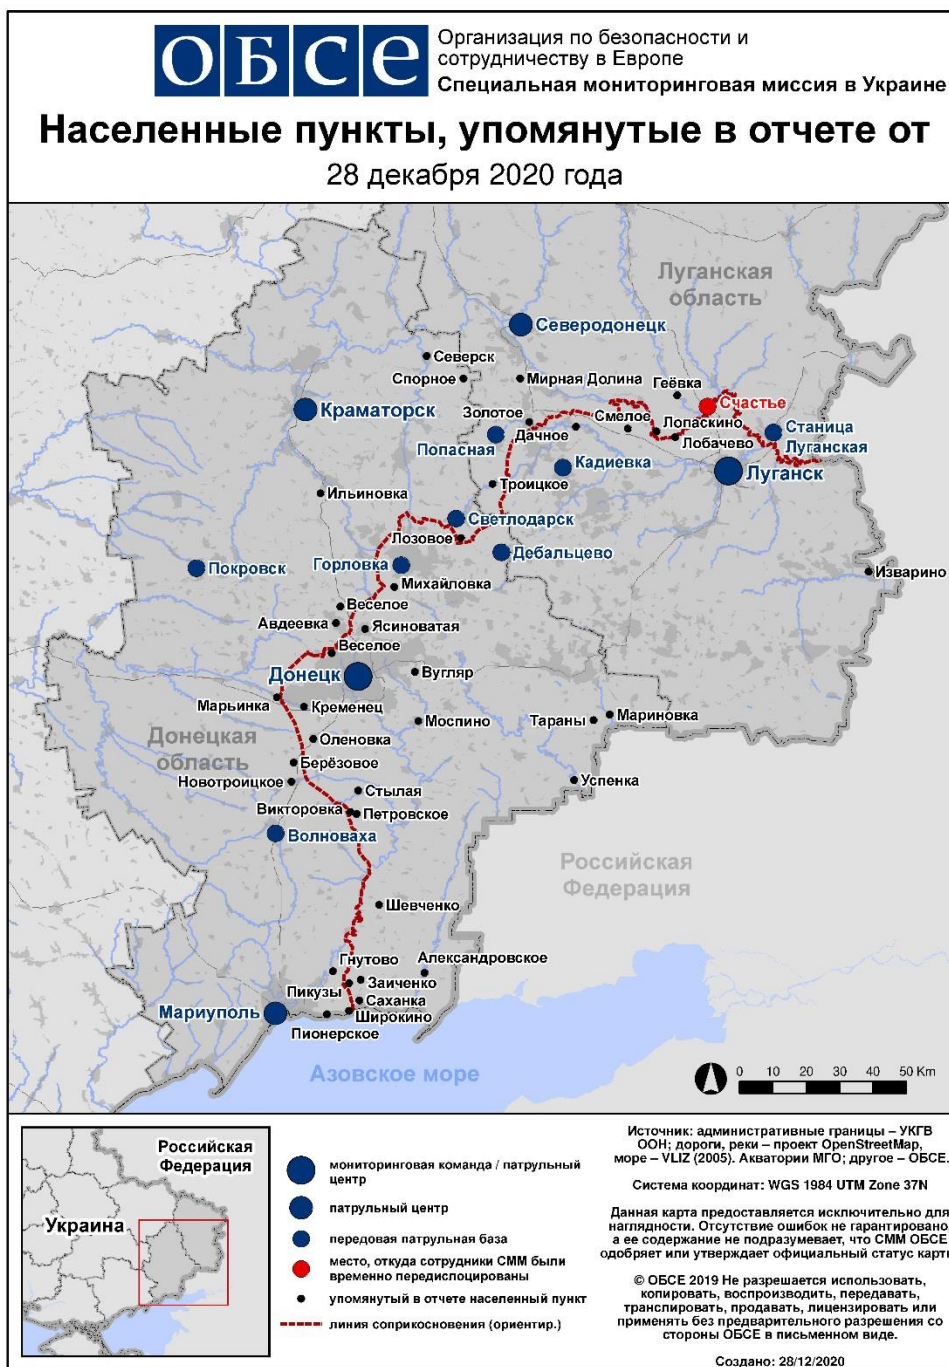 ОБСЕ
Организация по безопасности и
сотрудничеству в Европе
Специальная мониторинговая миссия в Украине
Населенные пункты, упомянутые в отчете от
28 декабря 2020 года
Луганская
область
Северодонецк
Северск
Спорное
Мирная Долина
Геёвка
Счастье
Краматорск
Золотое
Смелое
Лопаскино
Станица
Луганская
Дачное
Лобачево
Попасная
Кадиевка
Луганск
Троицкое
Ильиновка
Светлодарск
Лозовое
Дебальцево
Покровск
Горловка
Изварино
Михайловка
Веселое
Авдеевка
Ясиноватая
Веселое
Донецк
Вугляр
Марьинка
Кременец
Моспино
Тараны
Мариновка
Донецкая
область
Оленовка
Берёзовое
Новотроицкое
Стылая
Успенка
Викторовка
Петровское
Волноваха
Российская
Федерация
Шевченко
Гнутово
Александровское
Заиченко
Пикузы
Саханка
Мариуполь
Широкино
Пионерское
Азовское море
0 10 20 30 40 50 Km
Российская
Федерация
Украина
мониторинговая команда / патрульный
центр
патрульный центр
передовая патрульная база
место, откуда сотрудники СММ были
временно передиспоцированы
упомянутый в отчете населенный пункт
линия соприкосновения (ориентир.)
Источник: административные границы – УКГВ
ООН; дороги, реки – проект OpenStreetMap,
море – VLIZ (2005). Акватории МГО; другое – ОБСЕ.
Система координат: WGS 1984 UTM Zone 37N
Данная карта предоставляется исключительно для
наглядности. Отсутствие ошибок не гарантировано,
а ее содержание не подразумевает, что СММ ОБСЕ
одобряет или утверждает официальный статус карты
© ОБСЕ 2019 Не разрешается использовать,
копировать, воспроизводить, передавать,
транслировать, продавать, лицензировать или
применять без предварительного разрешения со
стороны ОБСЕ в письменном виде.
Создано: 28/12/2020